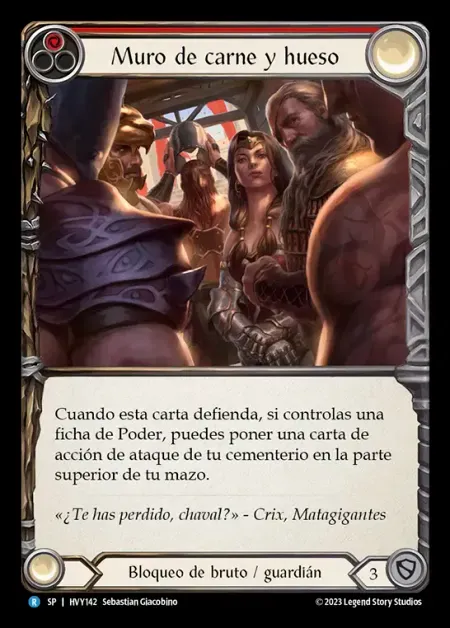 Muro de carne y hueso
Cuando esta carta defienda, si controlas una
ficha de Poder, puedes poner una carta de
acción de ataque de tu cementerio en la parte
superior de tu mazo.
«¿Te has perdido, chaval?» - Crix, Matagigantes
Bloqueo de bruto / guardián
3
R SP | HVY142 Sebastian Giacobino
© 2023 Legend Story Studios